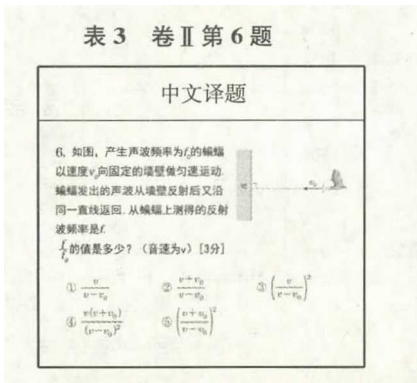 表3 卷Ⅱ第6题
中文译题
6. 如图，产生声波频率为f₀的蝙蝠
以速度v₀向固定的墙壁做匀速运动.
蝙蝠发出的声波从墙壁反射后又沿
同一直线返回. 从蝙蝠上测得的反射
波频率是f.
f/f₀的值是多少？（音速为v）[3分]
① v/(v−v₀) ② (v+v₀)/(v−v₀) ③ (v/(v−v₀))²
④ v(v+v₀)/(v−v₀)² ⑤ ((v+v₀)/(v−v₀))²